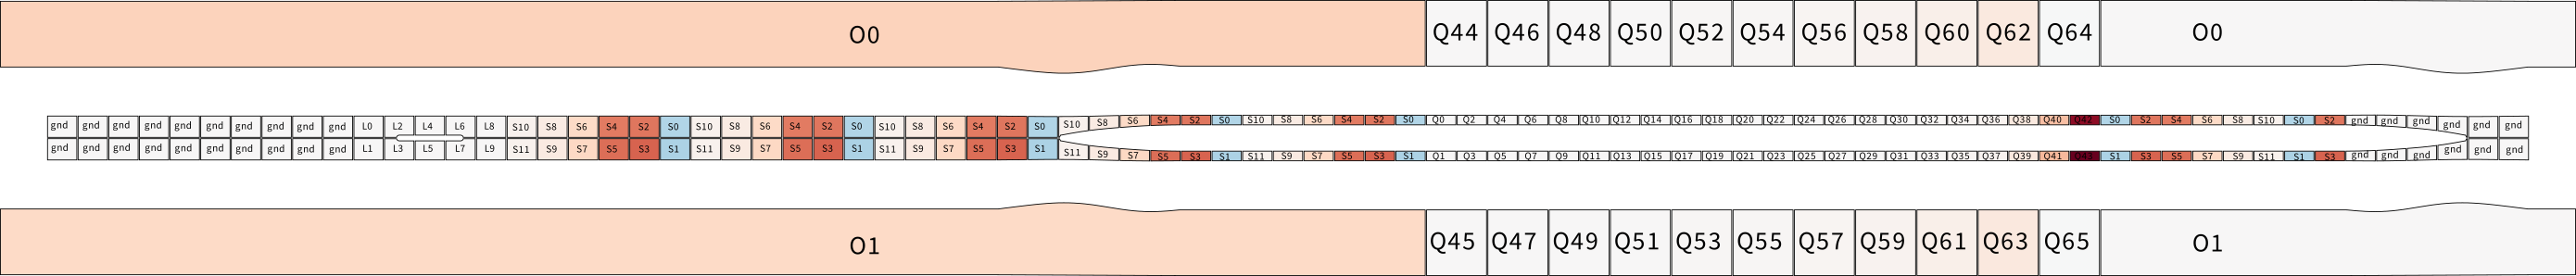 O0 Q44 Q46 Q48 Q50 Q52 Q54 Q56 Q58 Q60 Q62 Q64 O0
gnd gnd gnd gnd gnd gnd gnd gnd gnd gnd L0 L2 L4 L6 L8 S10 S8 S6 S4 S2 S0 S10 S8 S6 S4 S2 S0 S10 S8 S6 S4 S2 S0 S10 S8 S6 S4 S2 S0 S10 S8 S6 S4 S2 S0 Q0 Q2 Q4 Q6 Q8 Q10 Q12 Q14 Q16 Q18 Q20 Q22 Q24 Q26 Q28 Q30 Q32 Q34 Q36 Q38 Q40 Q42 S0 S2 S4 S6 S8 S10 S0 S2 gnd gnd gnd gnd gnd gnd
gnd gnd gnd gnd gnd gnd gnd gnd gnd gnd L1 L3 L5 L7 L9 S11 S9 S7 S5 S3 S1 S11 S9 S7 S5 S3 S1 S11 S9 S7 S5 S3 S1 S11 S9 S7 S5 S3 S1 S11 S9 S7 S5 S3 S1 Q1 Q3 Q5 Q7 Q9 Q11 Q13 Q15 Q17 Q19 Q21 Q23 Q25 Q27 Q29 Q31 Q33 Q35 Q37 Q39 Q41 Q43 S1 S3 S5 S7 S9 S11 S1 S3 gnd gnd gnd gnd gnd gnd
O1 Q45 Q47 Q49 Q51 Q53 Q55 Q57 Q59 Q61 Q63 Q65 O1